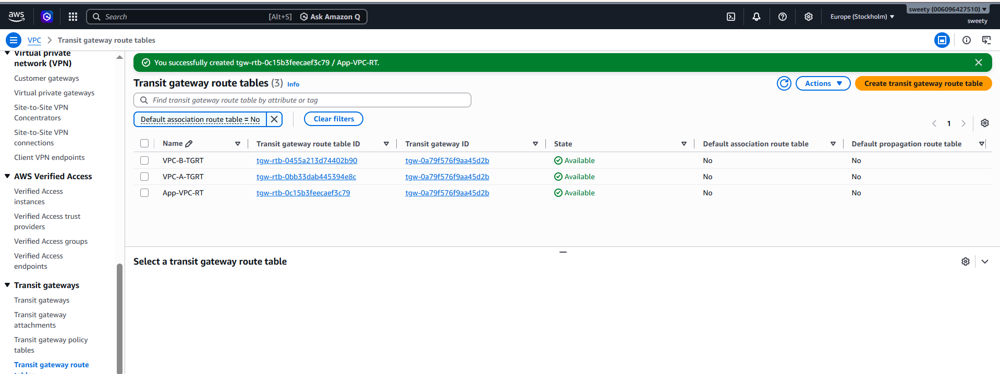 aws
Search [Alt+S] Ask Amazon Q
Europe (Stockholm)
sweety (006096427510)
sweety
VPC
Transit gateway route tables
Virtual private network (VPN)
Customer gateways
Virtual private gateways
Site-to-Site VPN
Concentrators
Site-to-Site VPN
connections
Client VPN endpoints
AWS Verified Access
Verified Access
instances
Verified Access trust
providers
Verified Access groups
Verified Access
endpoints
Transit gateways
Transit gateways
Transit gateway
attachments
Transit gateway policy
tables
Transit gateway route
You successfully created tgw-rtb-0c15b3feecaef3c79 / App-VPC-RT.
Transit gateway route tables (3) Info
Actions
Create transit gateway route table
Find transit gateway route table by attribute or tag
Default association route table = No
Clear filters
1
Name Transit gateway route table ID Transit gateway ID State Default association route table Default propagation route table
VPC-B-TGRT tgw-rtb-0455a213d74402b90 tgw-0a79f576f9aa45d2b Available No No
VPC-A-TGRT tgw-rtb-0bb33dab445394e8c tgw-0a79f576f9aa45d2b Available No No
App-VPC-RT tgw-rtb-0c15b3feecaef3c79 tgw-0a79f576f9aa45d2b Available No No
Select a transit gateway route table